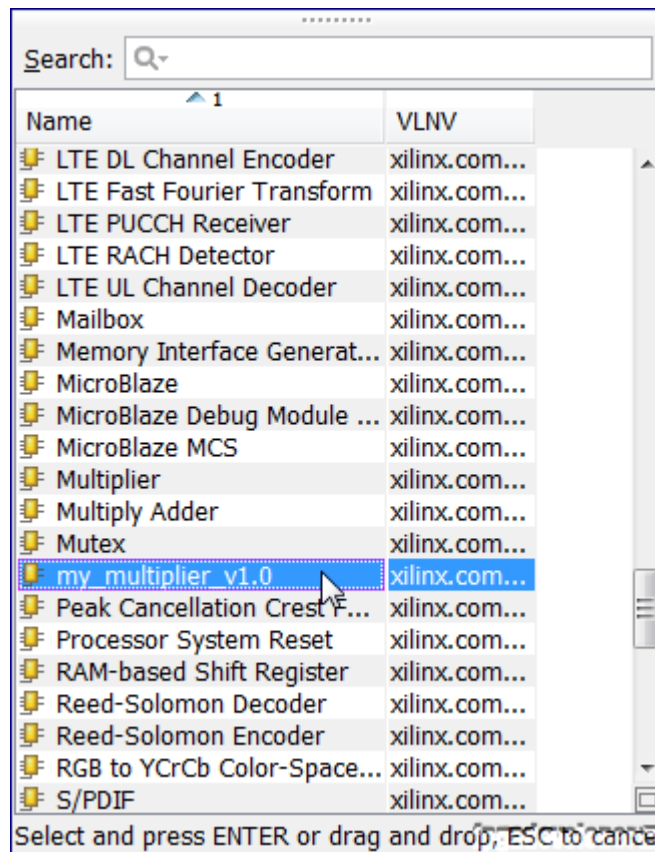 Search:
1
Name VLNV
LTE DL Channel Encoder xilinx.com...
LTE Fast Fourier Transform xilinx.com...
LTE PUCCH Receiver xilinx.com...
LTE RACH Detector xilinx.com...
LTE UL Channel Decoder xilinx.com...
Mailbox xilinx.com...
Memory Interface Generat... xilinx.com...
MicroBlaze xilinx.com...
MicroBlaze Debug Module ... xilinx.com...
MicroBlaze MCS xilinx.com...
Multiplier xilinx.com...
Multiply Adder xilinx.com...
Mutex xilinx.com...
my_multiplier_v1.0 xilinx.com...
Peak Cancellation Crest F... xilinx.com...
Processor System Reset xilinx.com...
RAM-based Shift Register xilinx.com...
Reed-Solomon Decoder xilinx.com...
Reed-Solomon Encoder xilinx.com...
RGB to YCrCb Color-Space... xilinx.com...
S/PDIF xilinx.com...
Select and press ENTER or drag and drop, ESC to cance